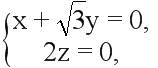 x + √3y = 0,
2z = 0,